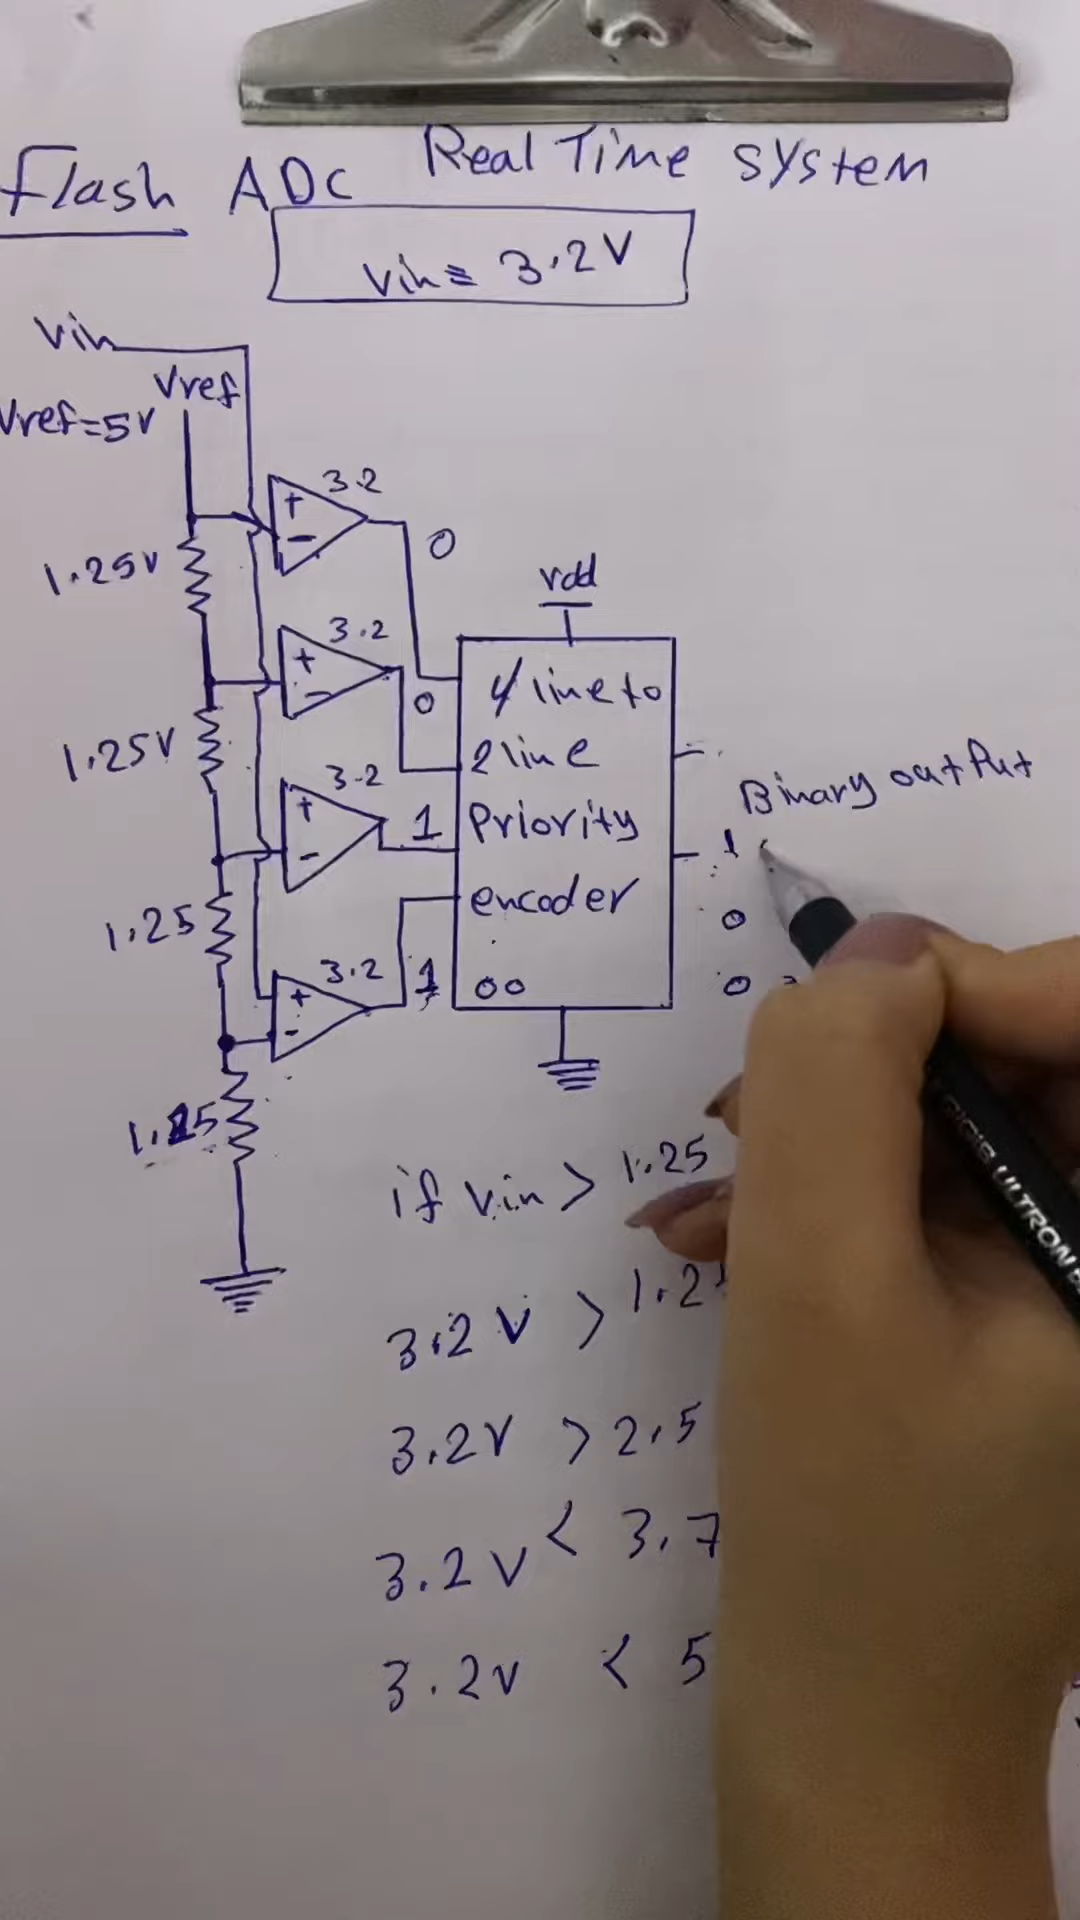 Flash ADC Real Time system
Vin = 3.2V
Vin
Vref
Vref=5V
3.2
+
-
0
1.25V
Vdd
3.2
+
-
0
4 line to
2 line
1.25V
3.2
+
-
1
Priority
Binary output
1
encoder
0
1.25
3.2
+
-
1
00
0
1.25
if Vin > 1.25
3.2V > 1.2
3.2V > 2.5
3.2V < 3.7
3.2V < 5
GIGIS ULTRON